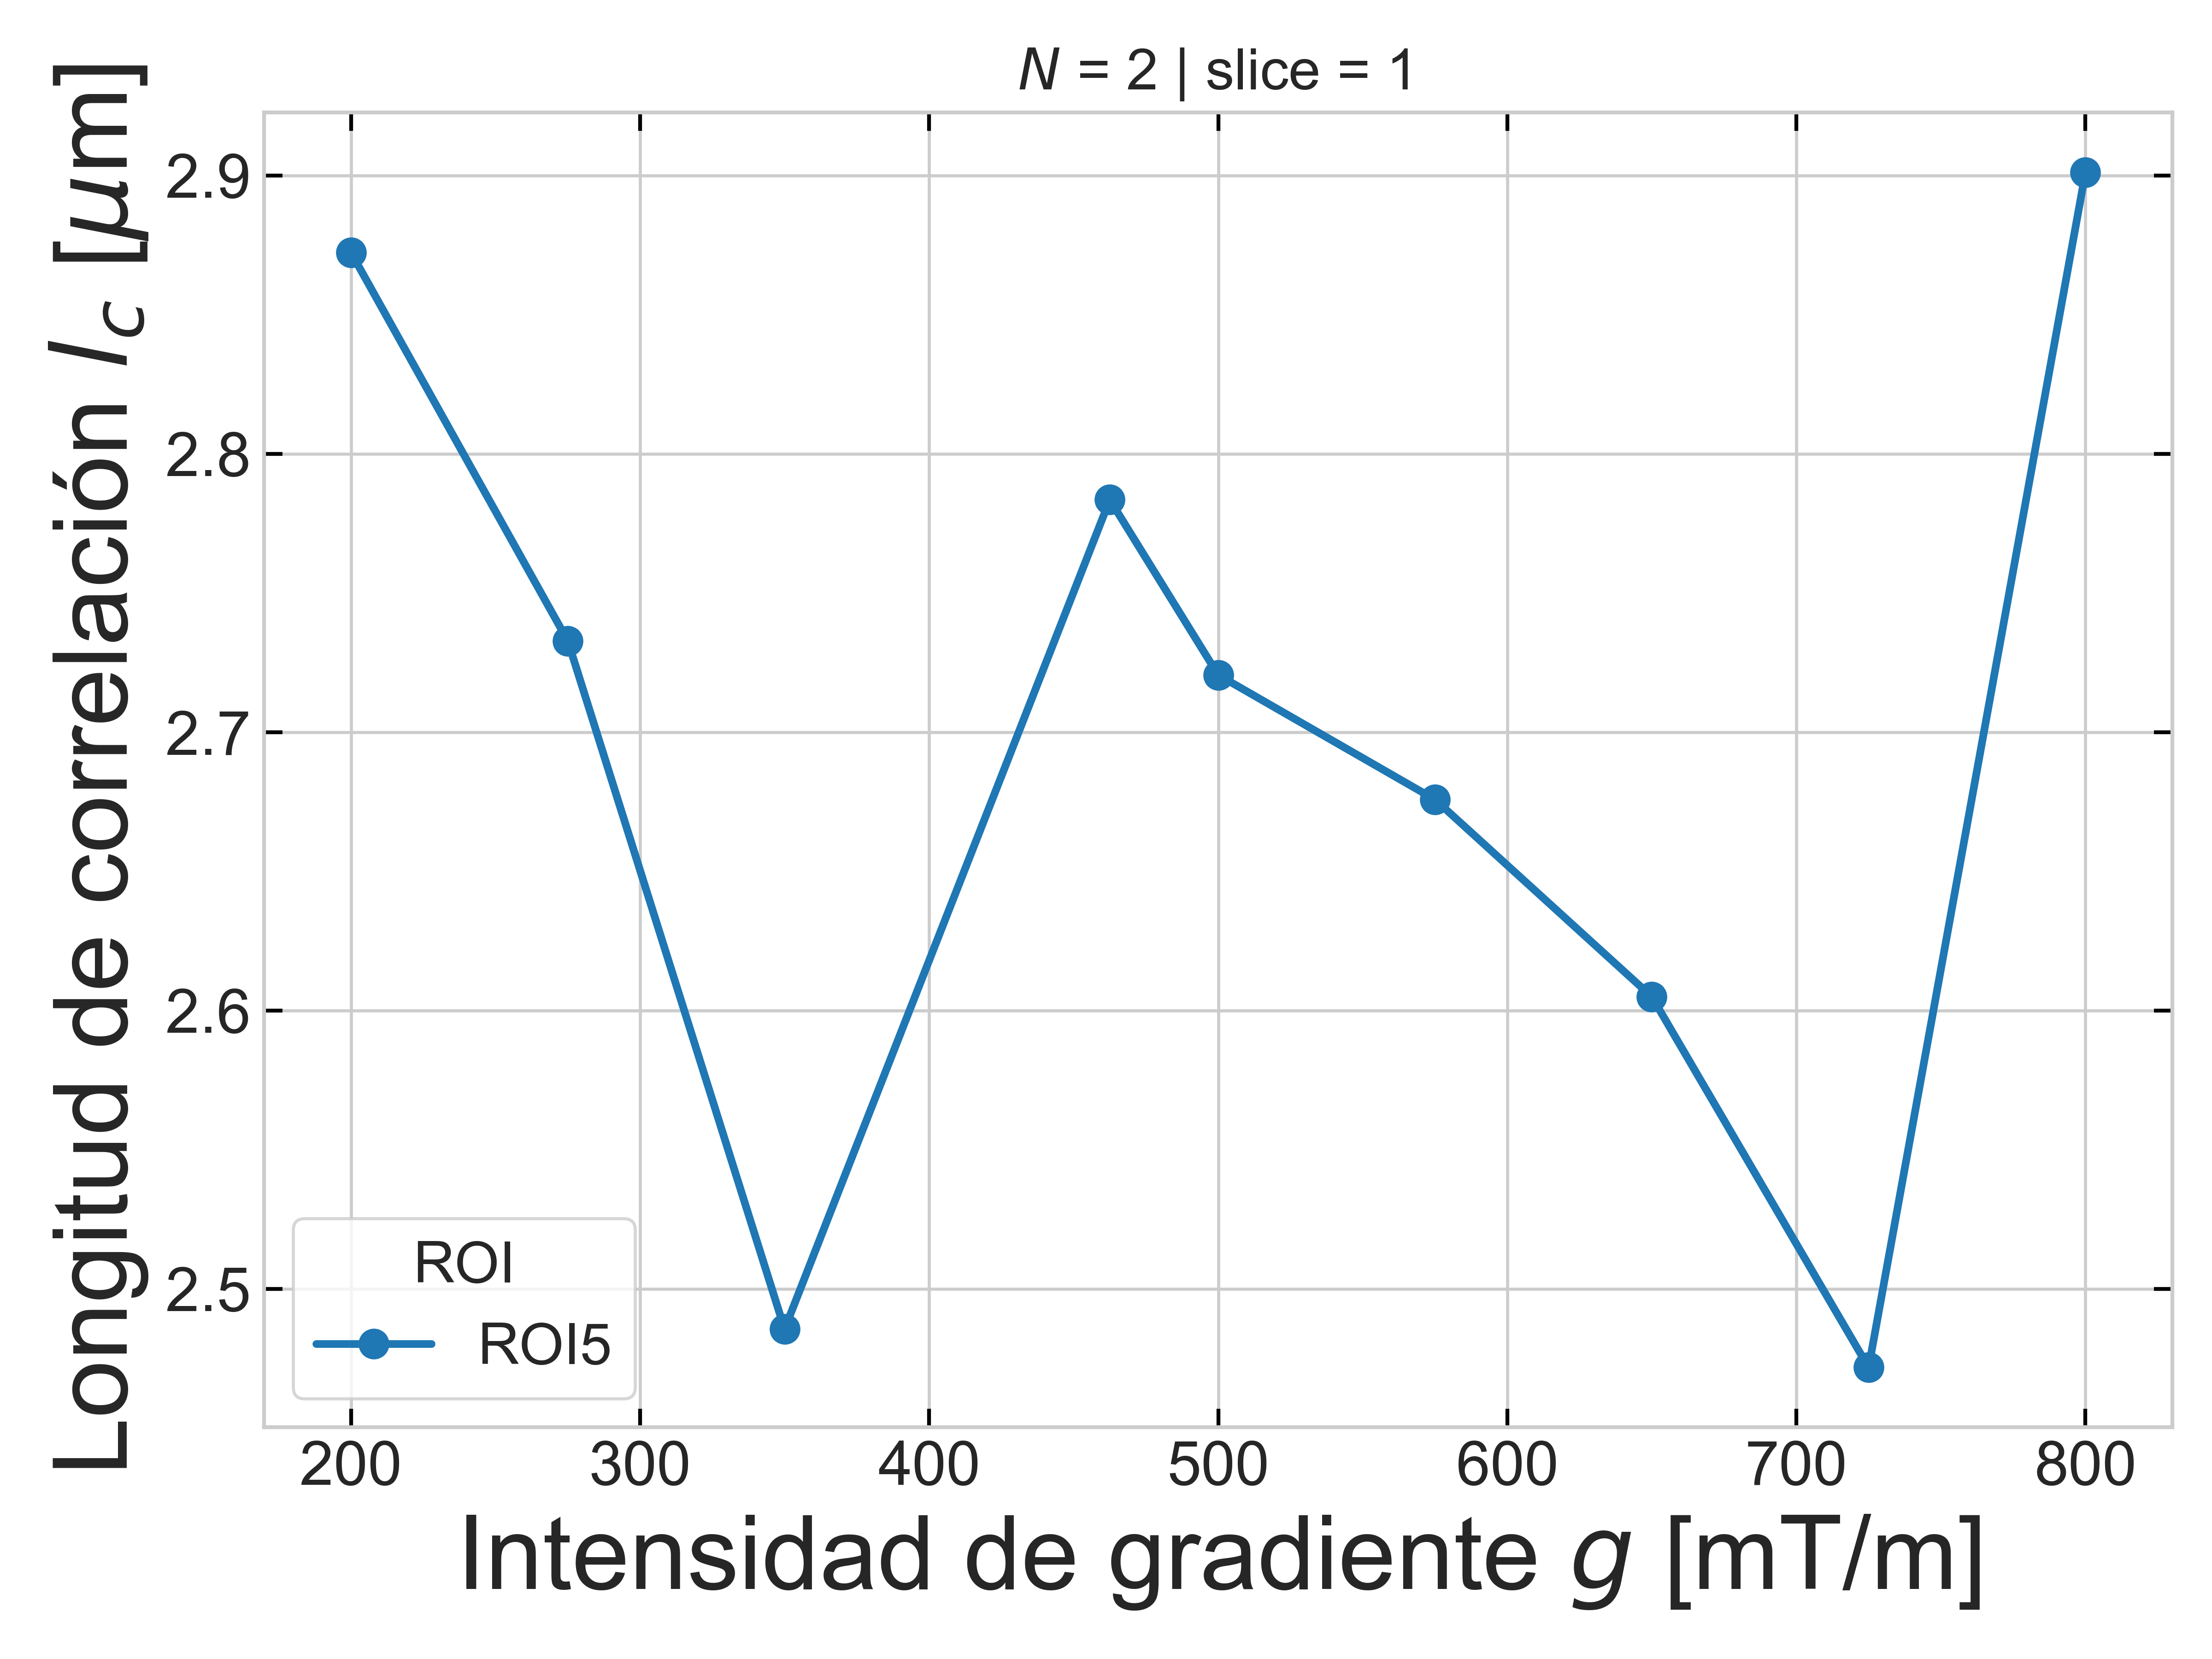 N = 2 | slice = 1
Longitud de correlación l_c [μm]
2.9
2.8
2.7
2.6
2.5
ROI
ROI5
200 300 400 500 600 700 800
Intensidad de gradiente g [mT/m]